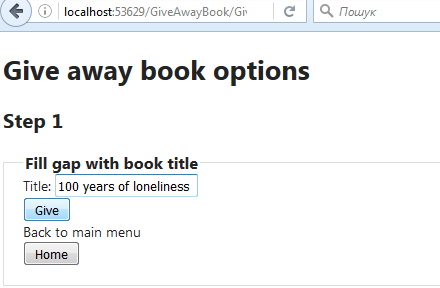 localhost:53629/GiveAwayBook/Giv
Пошук
Give away book options
Step 1
Fill gap with book title
Title: 100 years of loneliness
Give
Back to main menu
Home